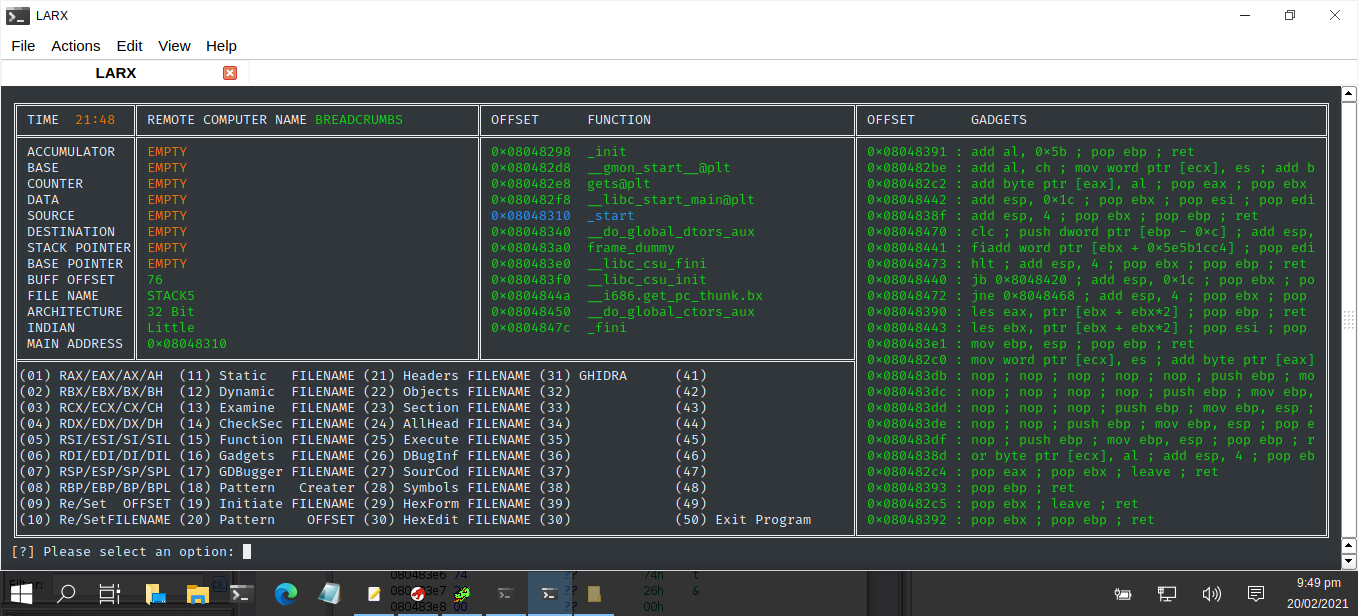 LARX
File Actions Edit View Help
LARX
TIME 21:48 REMOTE COMPUTER NAME BREADCRUMBS OFFSET FUNCTION OFFSET GADGETS
ACCUMULATOR EMPTY 0×08048298 _init 0×08048391 : add al, 0×5b ; pop ebp ; ret
BASE EMPTY 0×080482d8 __gmon_start__@plt 0×080482be : add al, ch ; mov word ptr [ecx], es ; add b
COUNTER EMPTY 0×080482e8 gets@plt 0×080482c2 : add byte ptr [eax], al ; pop eax ; pop ebx
DATA EMPTY 0×080482f8 __libc_start_main@plt 0×08048442 : add esp, 0×1c ; pop ebx ; pop esi ; pop edi
SOURCE EMPTY 0×08048310 _start 0×0804838f : add esp, 4 ; pop ebx ; pop ebp ; ret
DESTINATION EMPTY 0×08048340 __do_global_dtors_aux 0×08048470 : clc ; push dword ptr [ebp - 0×c] ; add esp,
STACK POINTER EMPTY 0×080483a0 frame_dummy 0×08048441 : fiadd word ptr [ebx + 0×5e5b1cc4] ; pop edi
BASE POINTER EMPTY 0×080483e0 __libc_csu_fini 0×08048473 : hlt ; add esp, 4 ; pop ebx ; pop ebp ; ret
BUFF OFFSET 76 0×080483f0 __libc_csu_init 0×08048440 : jb 0×8048420 ; add esp, 0×1c ; pop ebx ; po
FILE NAME STACK5 0×0804844a __i686.get_pc_thunk.bx 0×08048472 : jne 0×8048468 ; add esp, 4 ; pop ebx ; pop
ARCHITECTURE 32 Bit 0×08048450 __do_global_ctors_aux 0×08048390 : les eax, ptr [ebx + ebx*2] ; pop ebp ; ret
INDIAN Little 0×0804847c _fini 0×08048443 : les ebx, ptr [ebx + ebx*2] ; pop esi ; pop
MAIN ADDRESS 0×08048310 0×080483e1 : mov ebp, esp ; pop ebp ; ret
0×080482c0 : mov word ptr [ecx], es ; add byte ptr [eax]
(01) RAX/EAX/AX/AH (11) Static FILENAME (21) Headers FILENAME (31) GHIDRA (41) 0×080483db : nop ; nop ; nop ; nop ; nop ; push ebp ; mo
(02) RBX/EBX/BX/BH (12) Dynamic FILENAME (22) Objects FILENAME (32) (42) 0×080483dc : nop ; nop ; nop ; nop ; push ebp ; mov ebp,
(03) RCX/ECX/CX/CH (13) Examine FILENAME (23) Section FILENAME (33) (43) 0×080483dd : nop ; nop ; nop ; push ebp ; mov ebp, esp ;
(04) RDX/EDX/DX/DH (14) CheckSec FILENAME (24) AllHead FILENAME (34) (44) 0×080483de : nop ; nop ; push ebp ; mov ebp, esp ; pop e
(05) RSI/ESI/SI/SIL (15) Function FILENAME (25) Execute FILENAME (35) (45) 0×080483df : nop ; push ebp ; mov ebp, esp ; pop ebp ; r
(06) RDI/EDI/DI/DIL (16) Gadgets FILENAME (26) DBugInf FILENAME (36) (46) 0×0804838d : or byte ptr [ecx], al ; add esp, 4 ; pop eb
(07) RSP/ESP/SP/SPL (17) GDBugger FILENAME (27) SourCod FILENAME (37) (47) 0×080482c4 : pop eax ; pop ebx ; leave ; ret
(08) RBP/EBP/BP/BPL (18) Pattern Creater (28) Symbols FILENAME (38) (48) 0×08048393 : pop ebp ; ret
(09) Re/Set OFFSET (19) Initiate FILENAME (29) HexForm FILENAME (39) (49) 0×080482c5 : pop ebx ; leave ; ret
(10) Re/SetFILENAME (20) Pattern OFFSET (30) HexEdit FILENAME (30) (50) Exit Program 0×08048392 : pop ebx ; pop ebp ; ret
[?] Please select an option:
080483e6 74 ?? 74h t
26h &
080483e8 00 ?? 00h
9:49 pm
20/02/2021